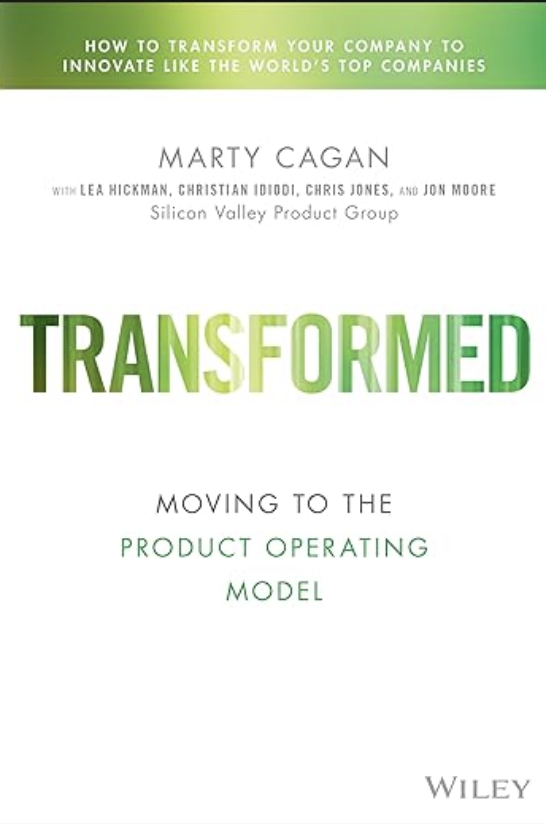 HOW TO TRANSFORM YOUR COMPANY TO
INNOVATE LIKE THE WORLD'S TOP COMPANIES
MARTY CAGAN
WITH LEA HICKMAN, CHRISTIAN IDIODI, CHRIS JONES, AND JON MOORE
Silicon Valley Product Group
TRANSFORMED
MOVING TO THE
PRODUCT OPERATING
MODEL
WILEY